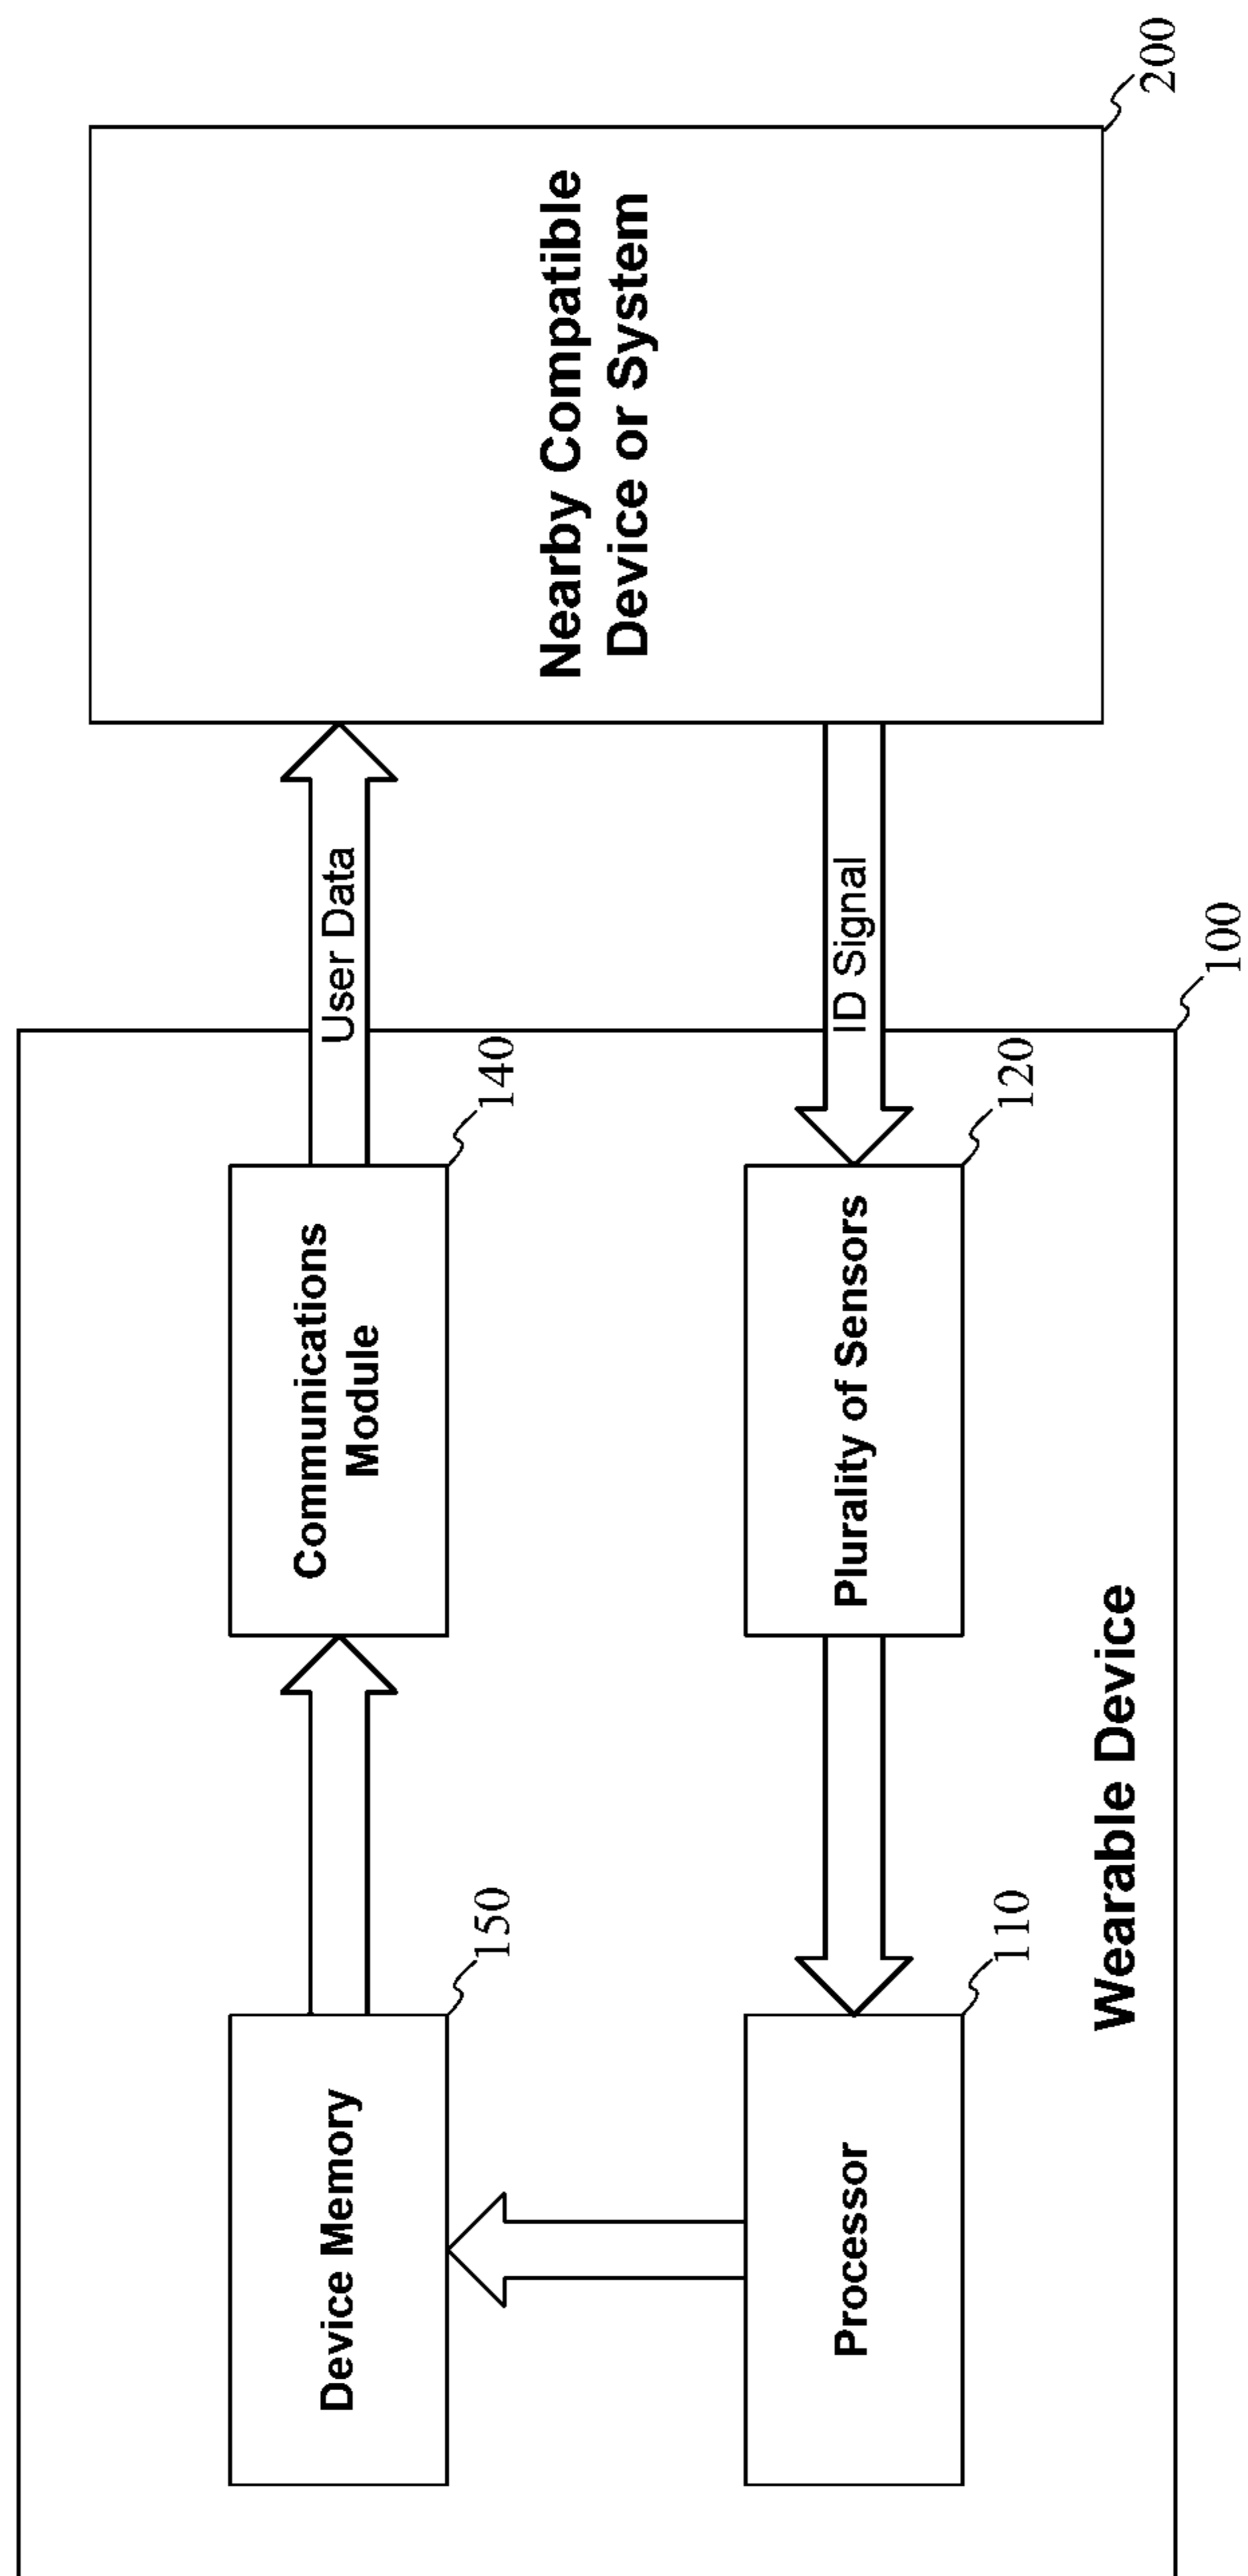 Device Memory
150
Communications
Module
140
User Data
Nearby Compatible
Device or System
200
Processor
110
Plurality of Sensors
120
ID Signal
Wearable Device
100